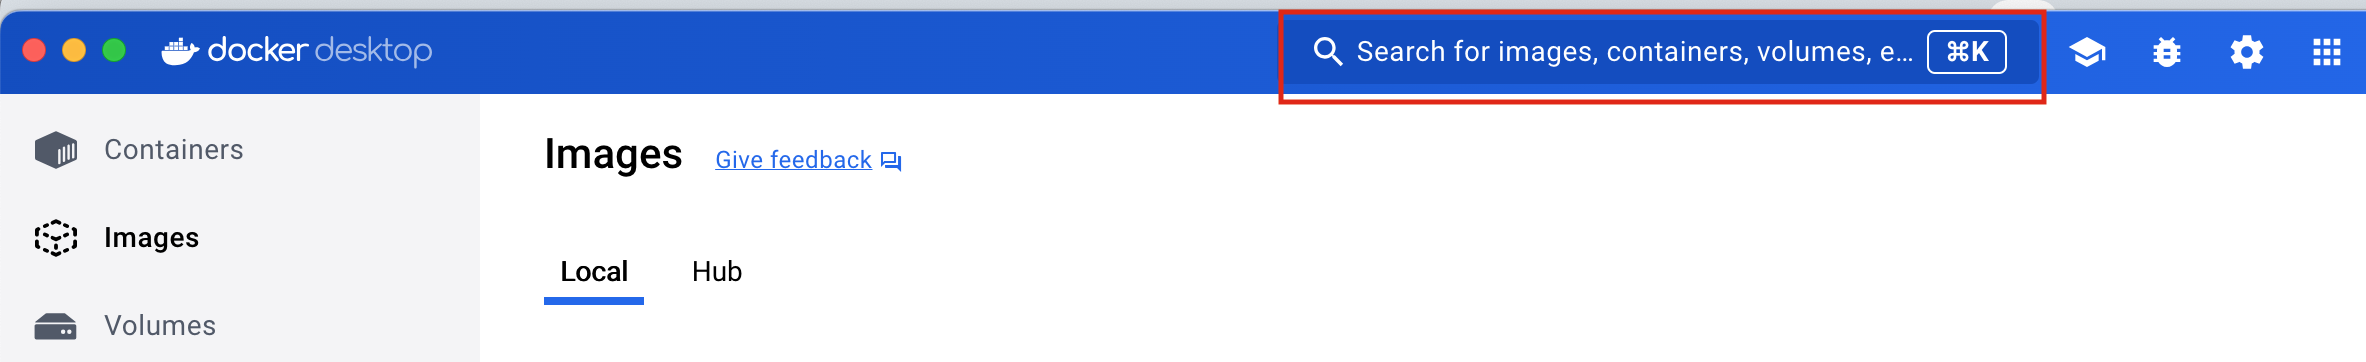 docker desktop
Search for images, containers, volumes, e...
⌘K
Containers
Images
Volumes
Images
Give feedback
Local
Hub